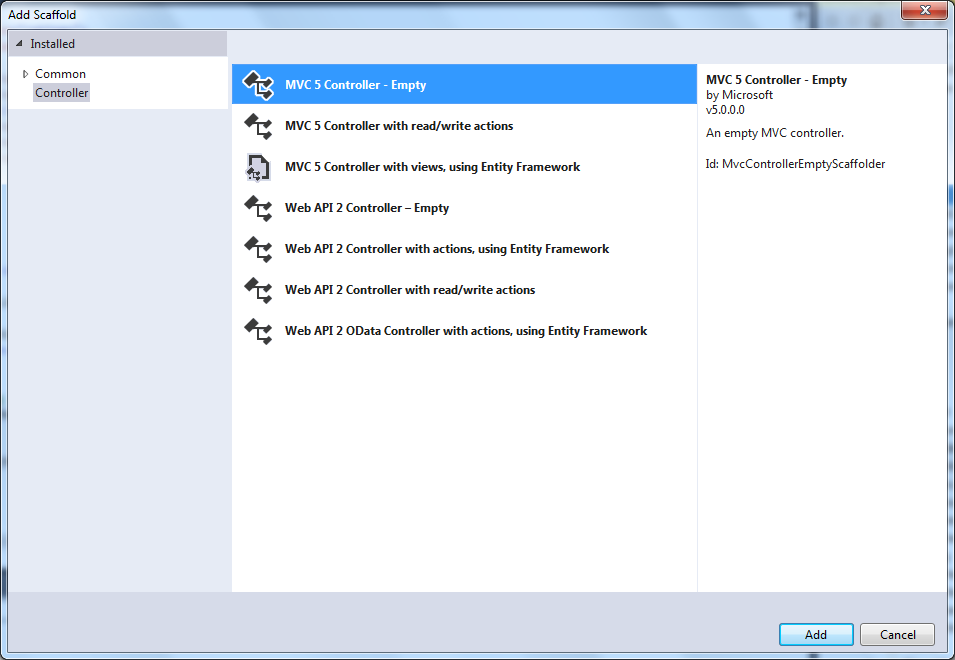 Add Scaffold
Installed
Common
Controller
MVC 5 Controller - Empty
MVC 5 Controller with read/write actions
MVC 5 Controller with views, using Entity Framework
Web API 2 Controller – Empty
Web API 2 Controller with actions, using Entity Framework
Web API 2 Controller with read/write actions
Web API 2 OData Controller with actions, using Entity Framework
MVC 5 Controller - Empty
by Microsoft
v5.0.0.0
An empty MVC controller.
Id: MvcControllerEmptyScaffolder
Add
Cancel